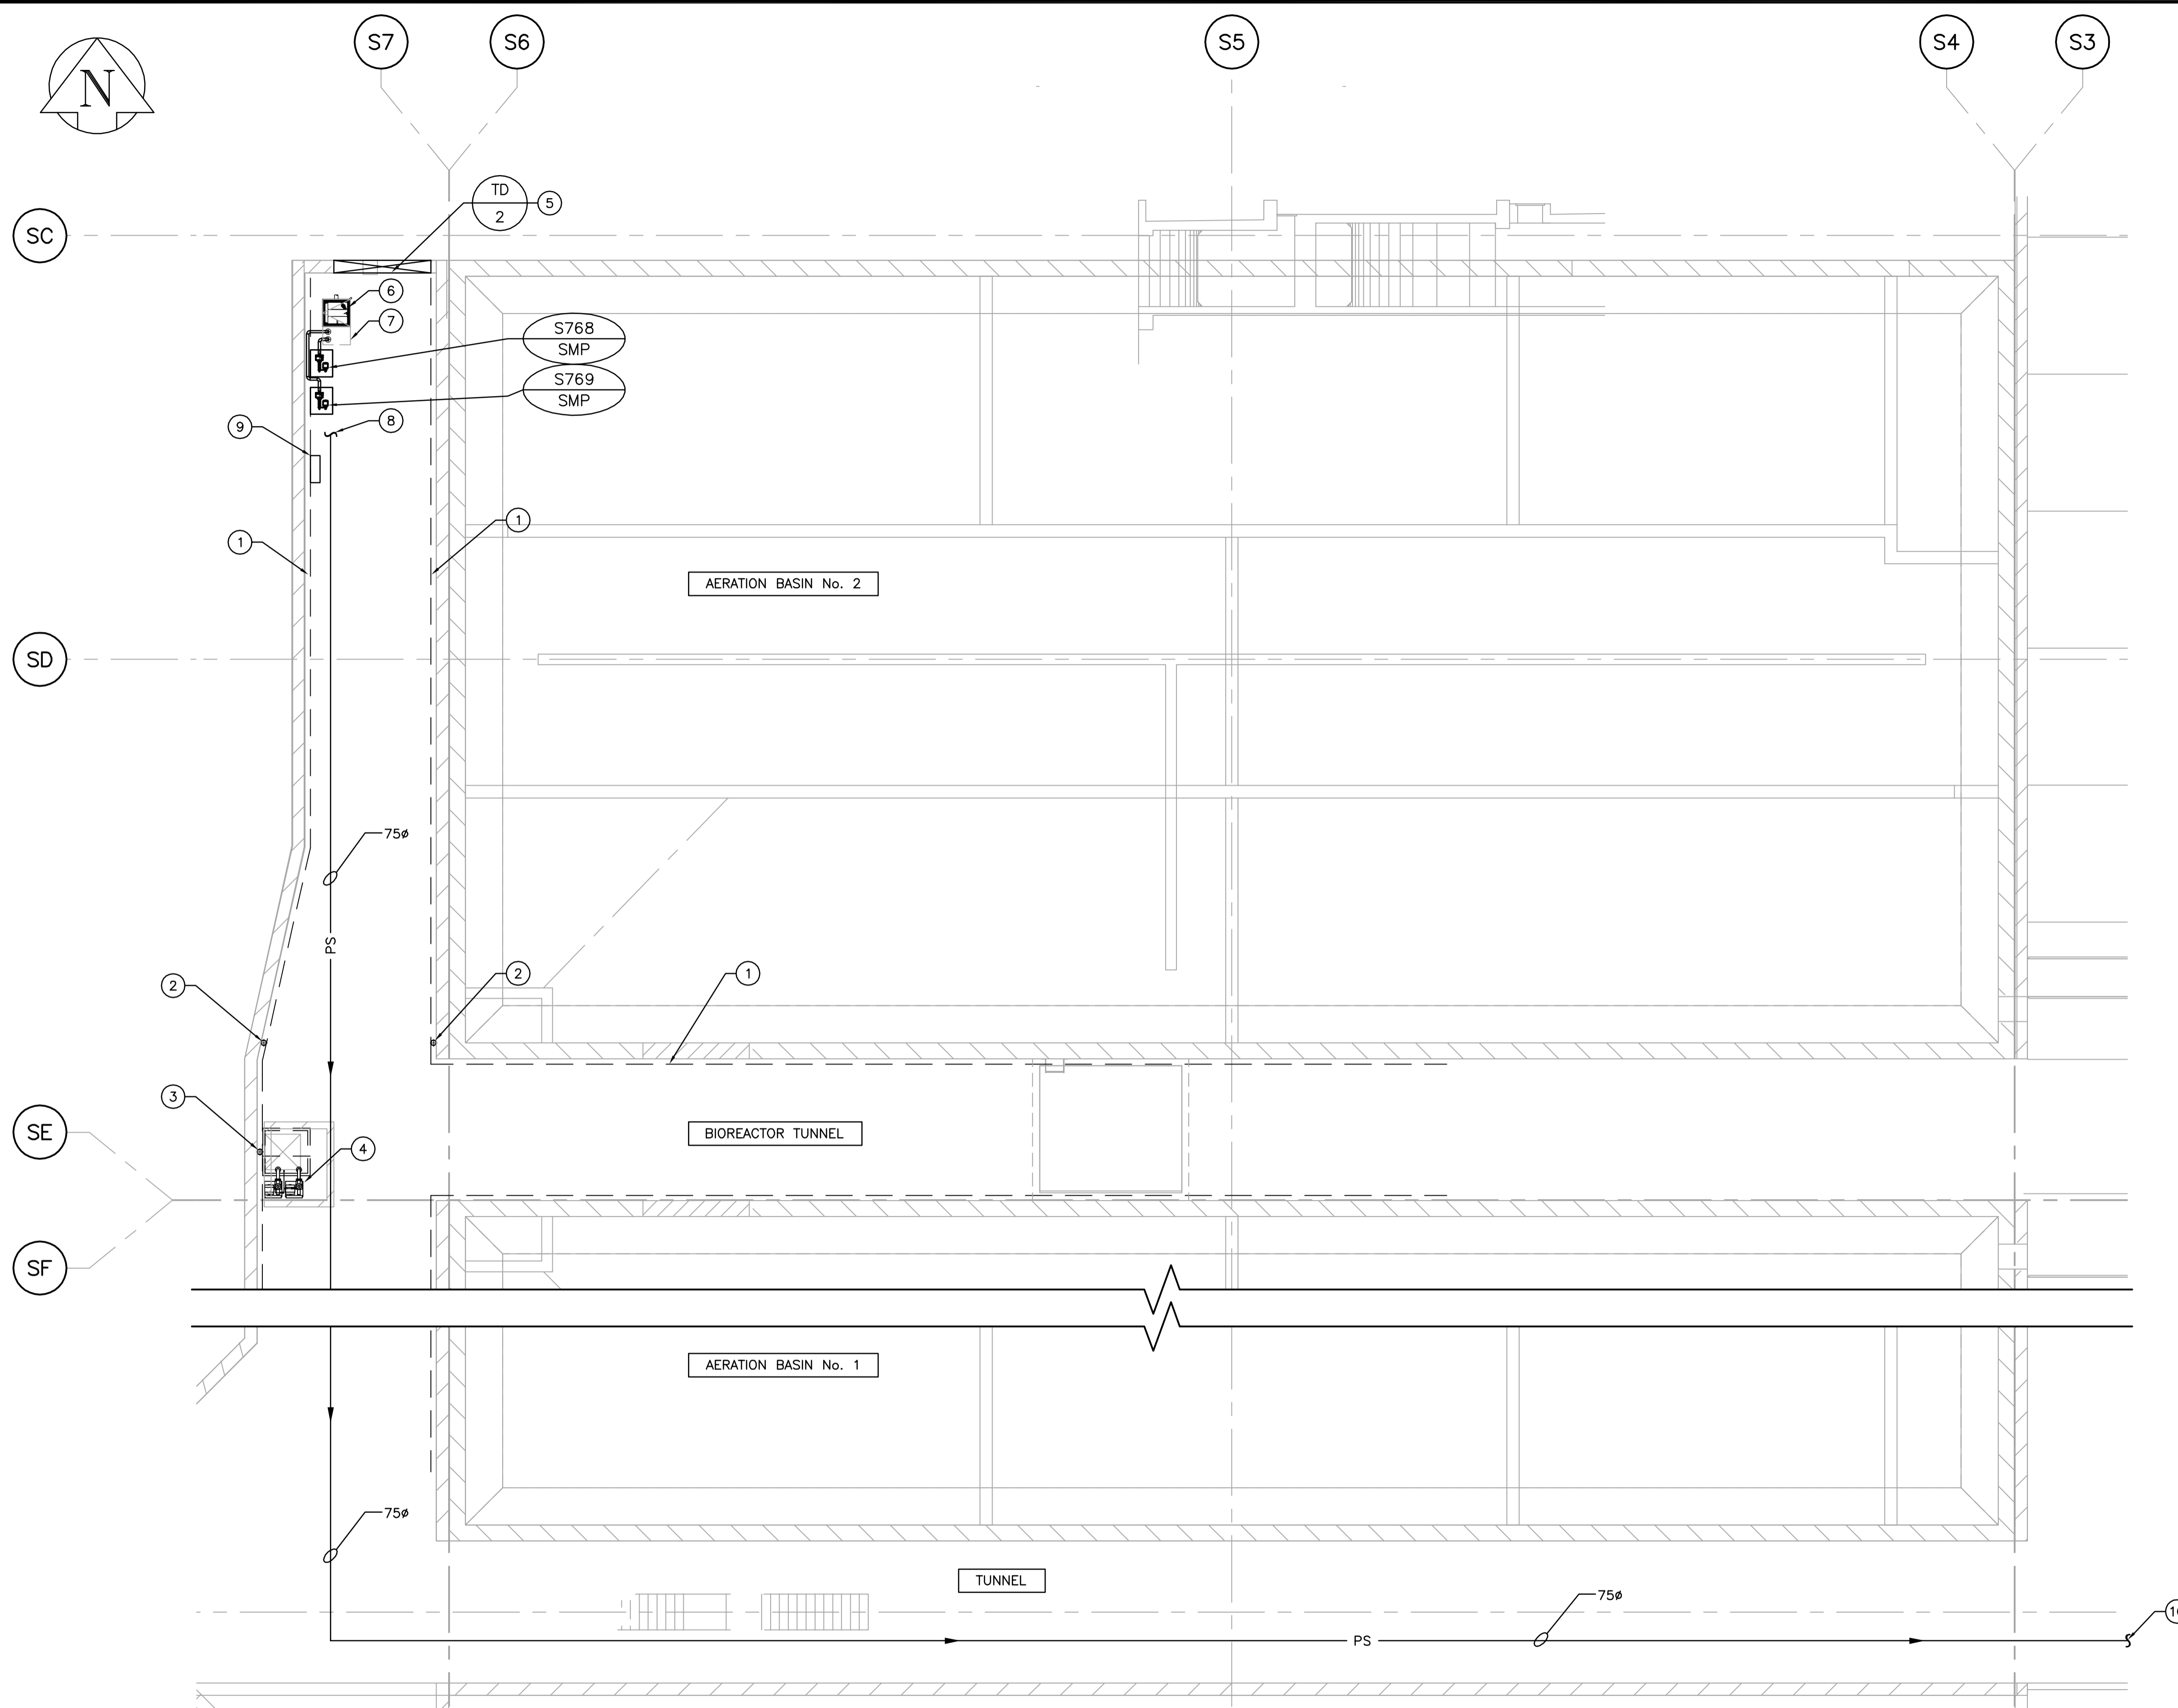 S7
S6
S5
S4
S3
N
TD
2
5
SC
6
7
S768
SMP
S769
SMP
8
9
1
1
AERATION BASIN No. 2
SD
75ø
PS
2
2
1
3
SE
BIOREACTOR TUNNEL
4
SF
AERATION BASIN No. 1
75ø
TUNNEL
75ø
PS